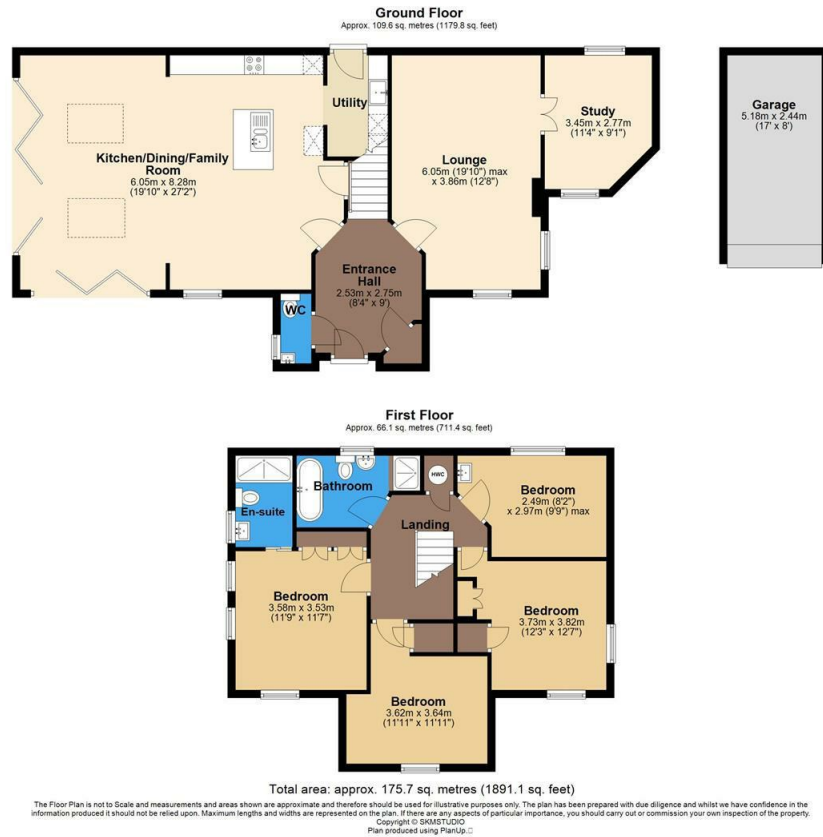 Ground Floor
Approx. 109.6 sq. metres (1179.8 sq. feet)
Utility
Kitchen/Dining/Family
Room
6.05m x 8.28m
(19'10" x 27'2")
Lounge
6.05m (19'10") max
x 3.86m (12'8")
Study
3.45m x 2.77m
(11'4" x 9'1")
Garage
5.18m x 2.44m
(17' x 8')
Entrance
Hall
2.53m x 2.75m
(8'4" x 9')
WC
First Floor
Approx. 66.1 sq. metres (711.4 sq. feet)
En-suite
Bathroom
HWC
Landing
Bedroom
2.49m (8'2")
x 2.97m (9'9") max
Bedroom
3.58m x 3.53m
(11'9" x 11'7")
Bedroom
3.73m x 3.82m
(12'3" x 12'7")
Bedroom
3.62m x 3.64m
(11'11" x 11'11")
Total area: approx. 175.7 sq. metres (1891.1 sq. feet)
The Floor Plan is not to Scale and measurements and areas shown are approximate and therefore should be used for illustrative purposes only. The plan has been prepared with due diligence and whilst we have confidence in the
information produced it should not be relied upon. Maximum lengths and widths are represented on the plan. If there are any aspects of particular importance, you should carry out or commission your own inspection of the property.
Copyright © SKMSTUDIO
Plan produced using PlanUp.